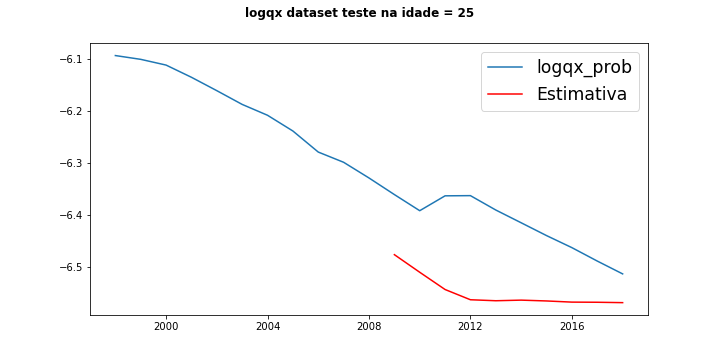 logqx dataset teste na idade = 25
logqx_prob
Estimativa
−6.1
−6.2
−6.3
−6.4
−6.5
2000 2004 2008 2012 2016